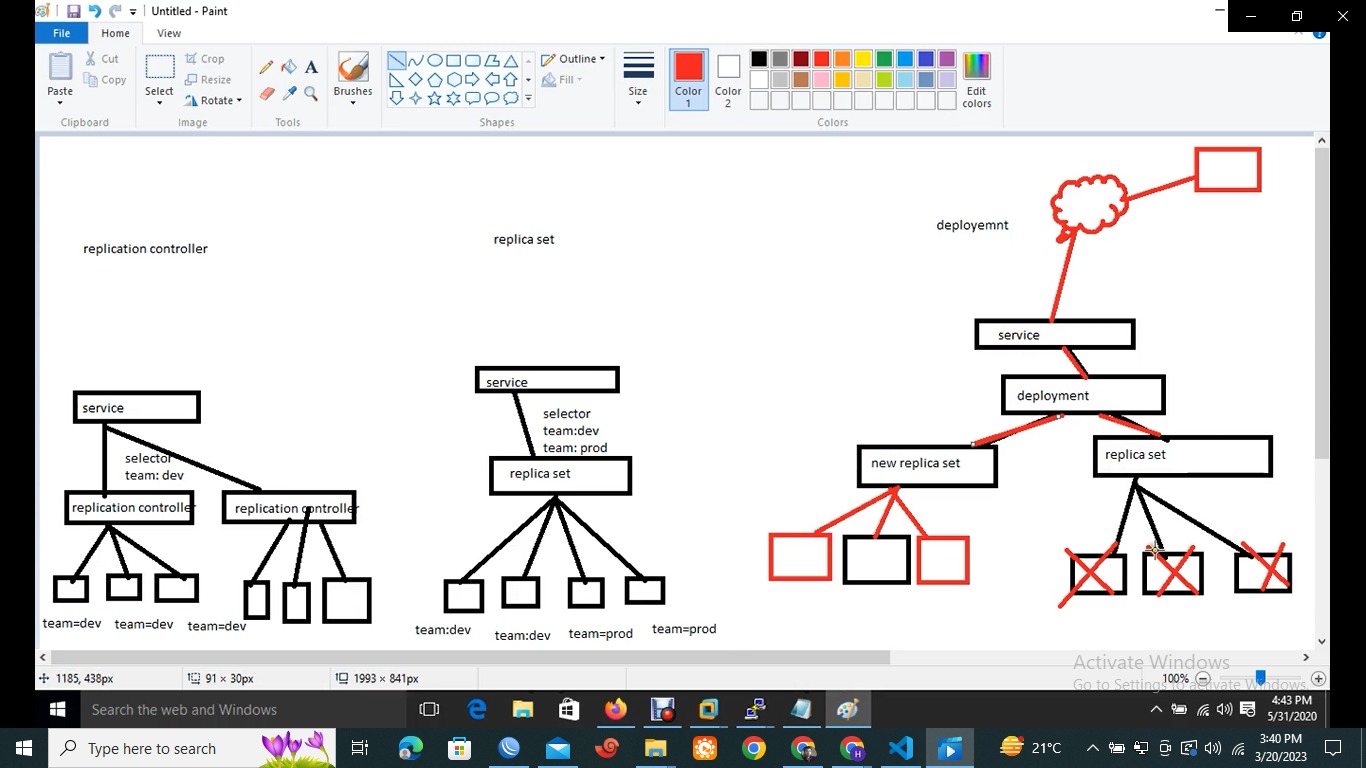 Untitled - Paint
File
Home
View
Paste
Cut
Copy
Clipboard
Select
Crop
Resize
Rotate
Image
A
Tools
Brushes
Shapes
Outline
Fill
Size
Color
1
Color
2
Edit
colors
Colors
replication controller
replica set
deployemnt
service
selector
team: dev
replication controller
replication controller
team=dev
team=dev
team=dev
service
selector
team:dev
team: prod
replica set
team:dev
team:dev
team=prod
team=prod
service
deployment
new replica set
replica set
Activate Windows
Go to Settings to activate Windows.
1185, 438px
91 × 30px
1993 × 841px
100%
Search the web and Windows
4:43 PM
5/31/2020
Type here to search
21°C
3:40 PM
3/20/2023